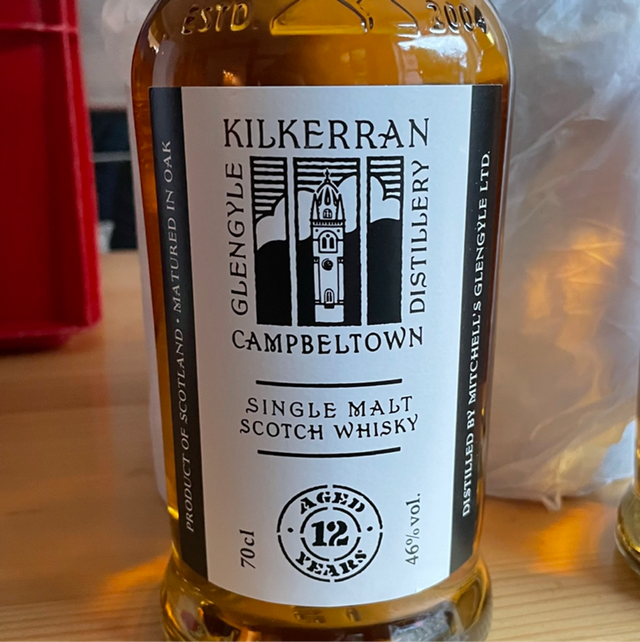 ESTD 2004
KILKERRAN
GLENGYLE
DISTILLERY
CAMPBELTOWN
SINGLE MALT
SCOTCH WHISKY
AGED
12
YEARS
70cl
46% vol.
PRODUCT OF SCOTLAND · MATURED IN OAK
DISTILLED BY MITCHELL'S GLENGYLE LTD.